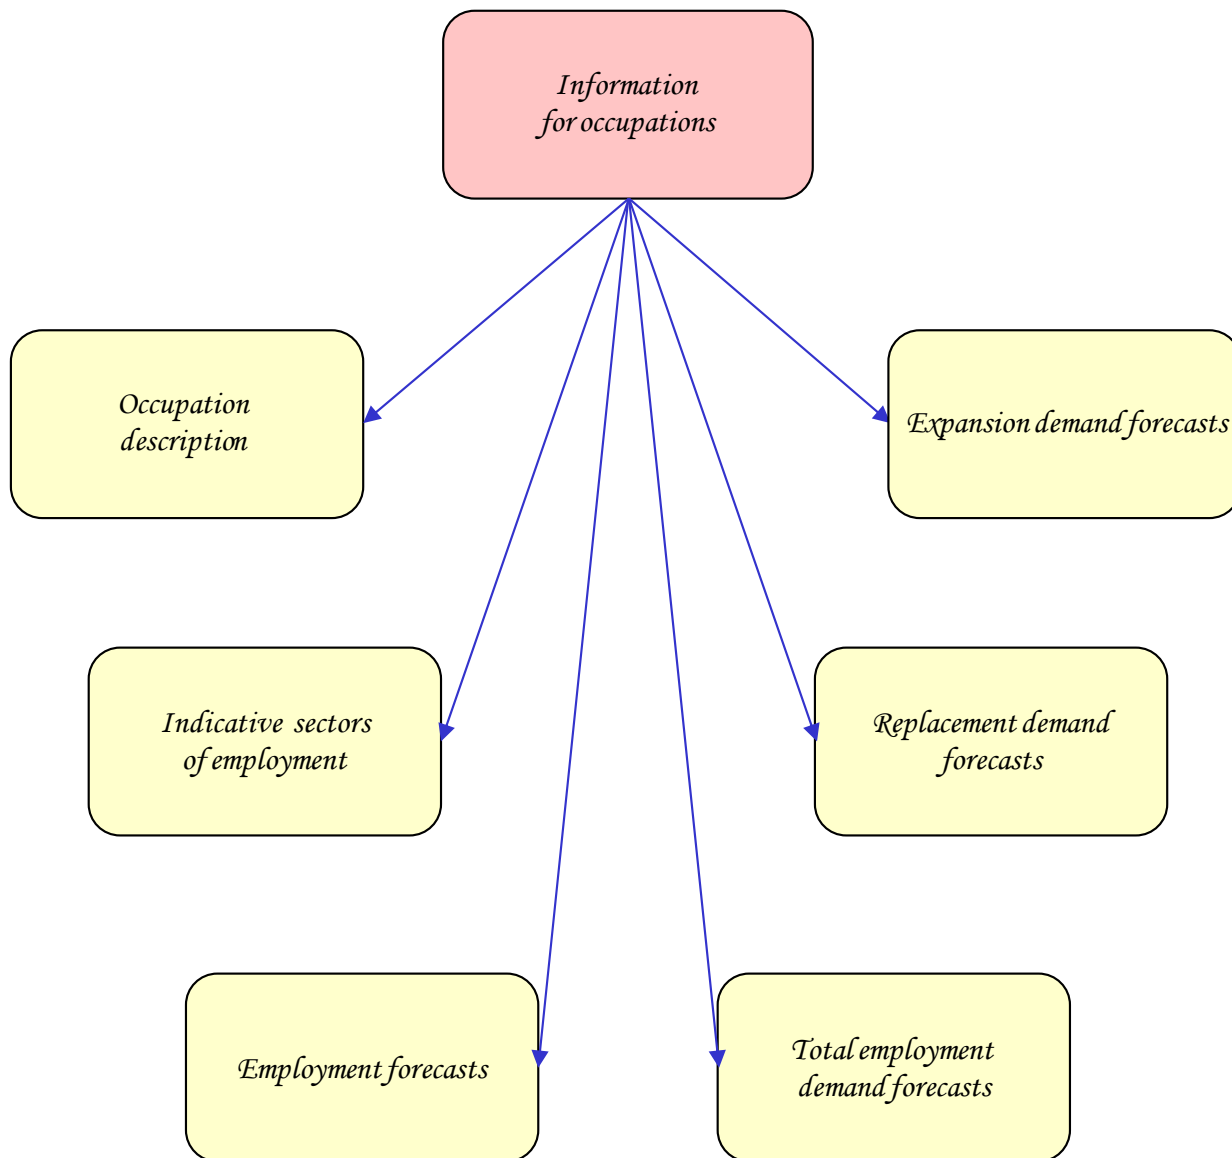 Information
for occupations
Occupation
description
Expansion demand forecasts
Indicative sectors
of employment
Replacement demand
forecasts
Employment forecasts
Total employment
demand forecasts